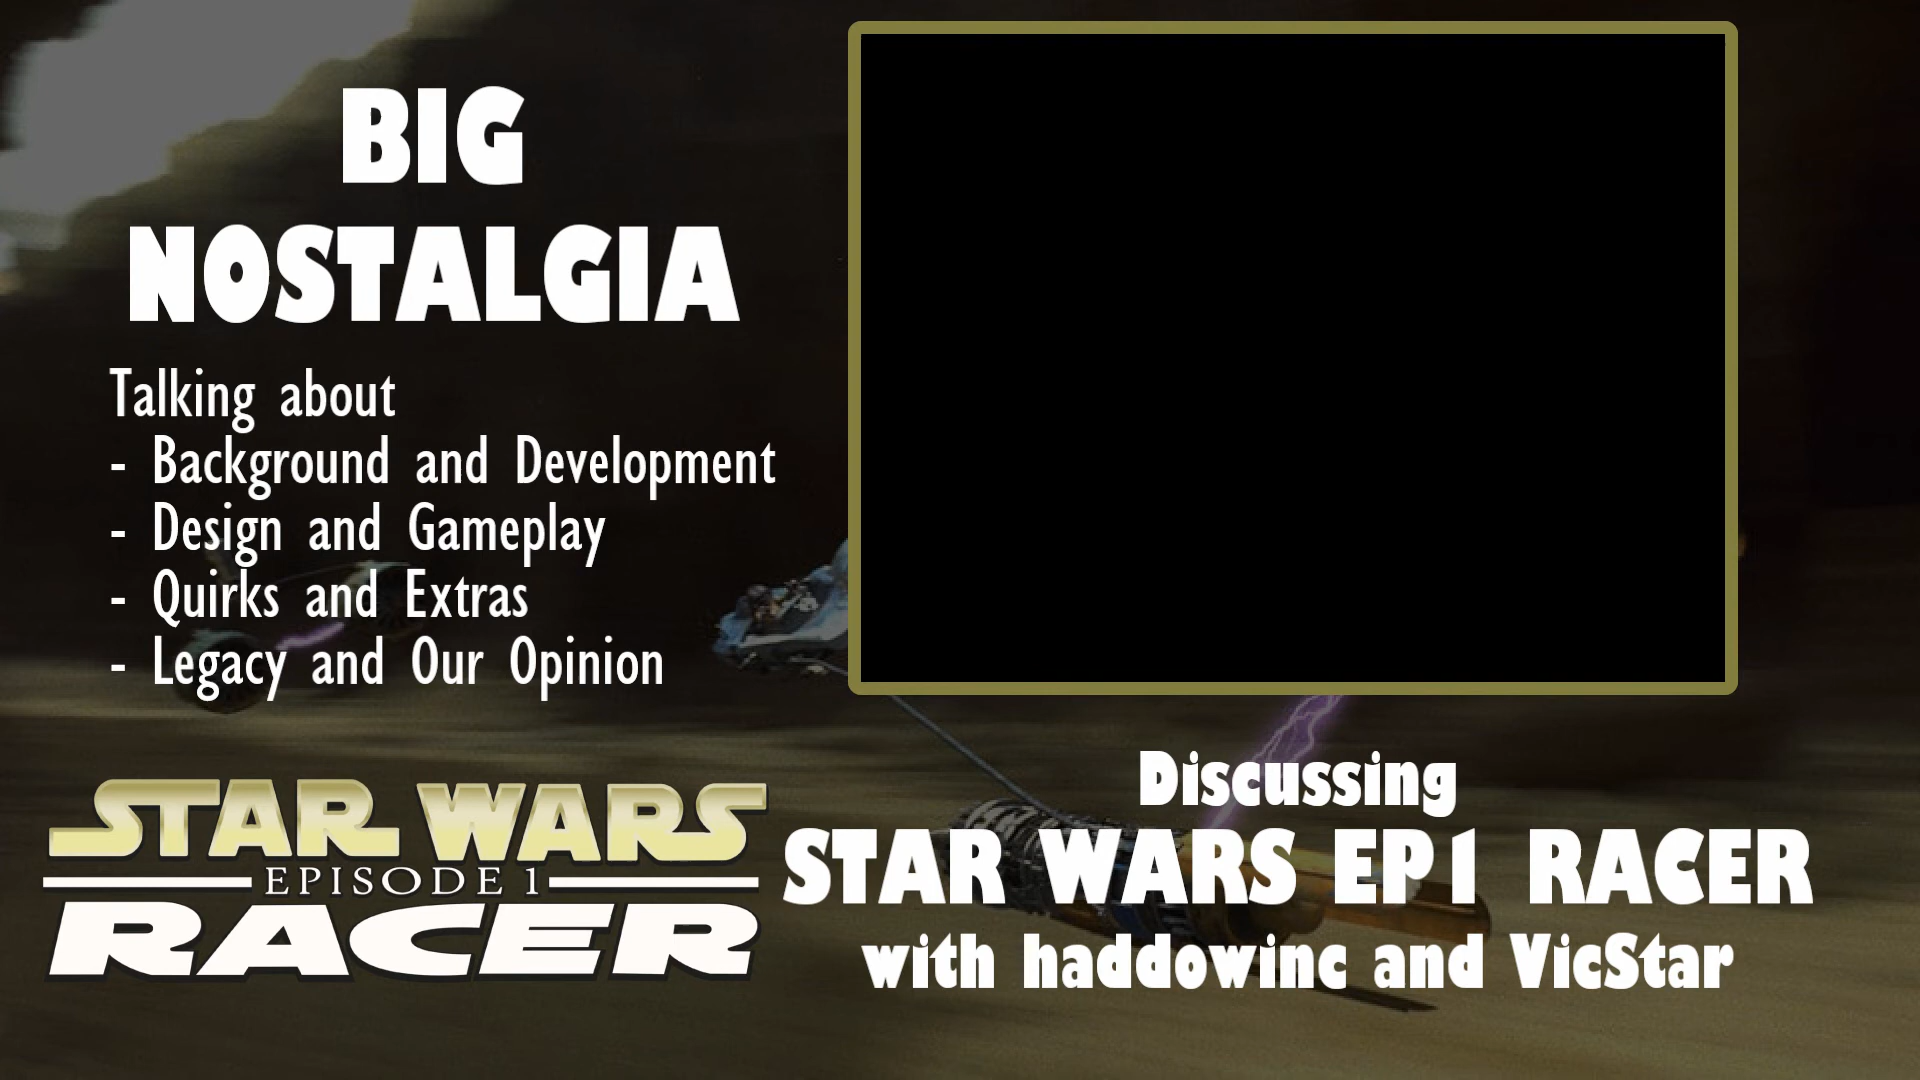 BIG
NOSTALGIA
Talking about
- Background and Development
- Design and Gameplay
- Quirks and Extras
- Legacy and Our Opinion
STAR WARS
EPISODE 1
RACER
Discussing
STAR WARS EP1 RACER
with haddowinc and VicStar